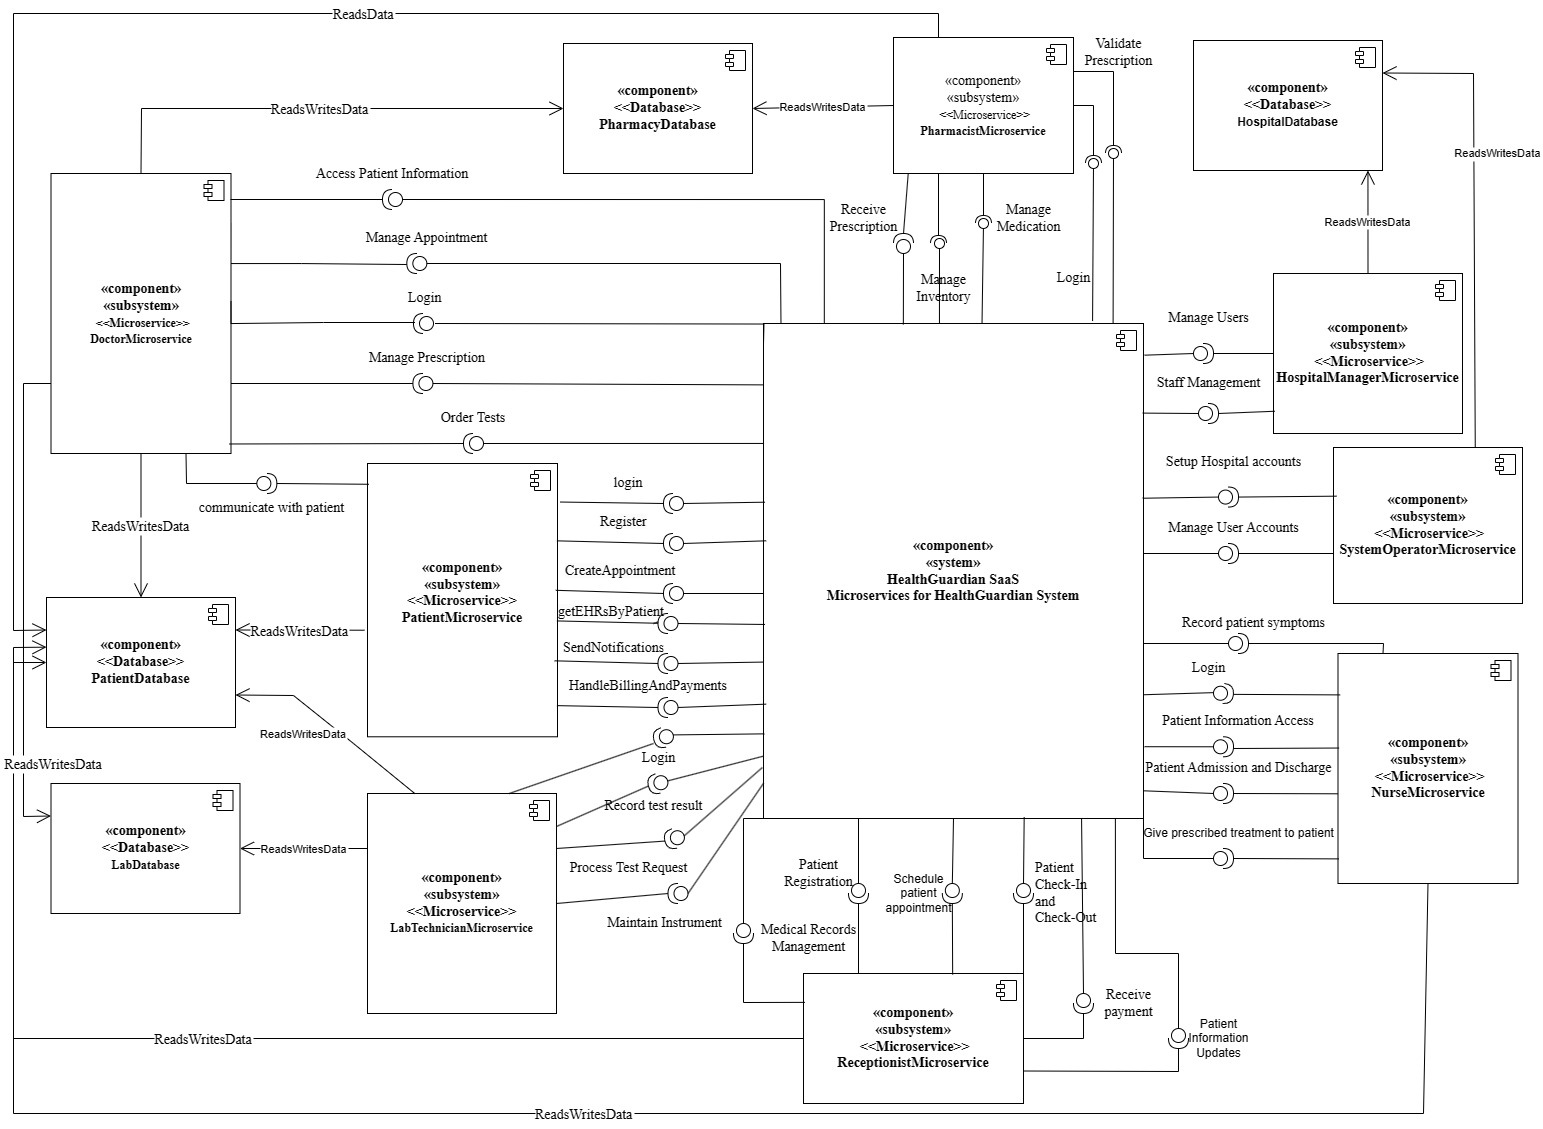 ReadsData
Validate
Prescription
«component»
<<Database>>
PharmacyDatabase
«component»
«subsystem»
<<Microservice>>
PharmacistMicroservice
«component»
<<Database>>
HospitalDatabase
ReadsWritesData
ReadsWritesData
ReadsWritesData
Access Patient Information
Receive
Prescription
Manage
Medication
ReadsWritesData
Manage Appointment
Manage
Inventory
Login
«component»
«subsystem»
<<Microservice>>
DoctorMicroservice
Login
Manage Users
«component»
«subsystem»
<<Microservice>>
HospitalManagerMicroservice
Manage Prescription
Staff Management
Order Tests
communicate with patient
ReadsWritesData
login
Register
CreateAppointment
getEHRsByPatient
SendNotifications
HandleBillingAndPayments
«component»
«subsystem»
<<Microservice>>
PatientMicroservice
«component»
«system»
HealthGuardian SaaS
Microservices for HealthGuardian System
Setup Hospital accounts
Manage User Accounts
«component»
«subsystem»
<<Microservice>>
SystemOperatorMicroservice
ReadsWritesData
«component»
<<Database>>
PatientDatabase
Record patient symptoms
Login
Patient Information Access
Patient Admission and Discharge
Give prescribed treatment to patient
«component»
«subsystem»
<<Microservice>>
NurseMicroservice
ReadsWritesData
ReadsWritesData
Login
Record test result
Process Test Request
Maintain Instrument
«component»
<<Database>>
LabDatabase
ReadsWritesData
«component»
«subsystem»
<<Microservice>>
LabTechnicianMicroservice
Patient
Registration
Schedule
patient
appointment
Patient
Check-In
and
Check-Out
Medical Records
Management
Receive
payment
Patient
Information
Updates
«component»
«subsystem»
<<Microservice>>
ReceptionistMicroservice
ReadsWritesData
ReadsWritesData